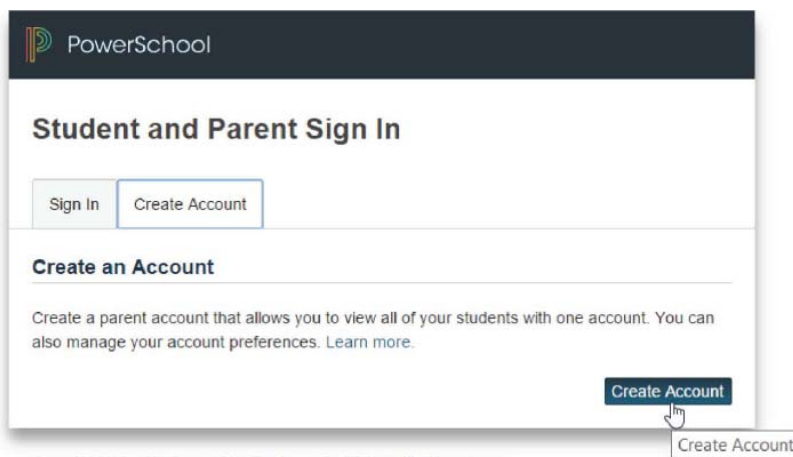 PowerSchool
Student and Parent Sign In
Sign In
Create Account
Create an Account
Create a parent account that allows you to view all of your students with one account. You can
also manage your account preferences. Learn more.
Create Account
Create Account